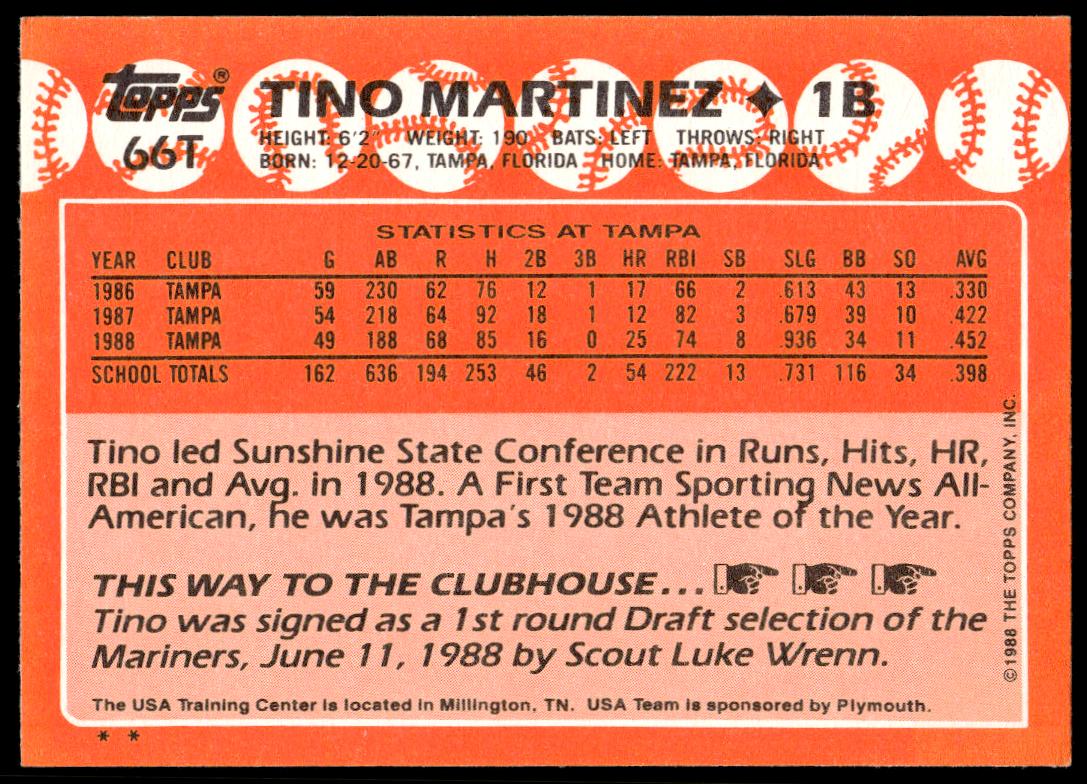 topps® TINO MARTINEZ ✦ 1B
66T HEIGHT: 6'2" WEIGHT: 190 BATS: LEFT THROWS: RIGHT
BORN: 12-20-67, TAMPA, FLORIDA HOME: TAMPA, FLORIDA
STATISTICS AT TAMPA
YEAR CLUB G AB R H 2B 3B HR RBI SB SLG BB SO AVG
1986 TAMPA 59 230 62 76 12 1 17 66 2 .613 43 13 .330
1987 TAMPA 54 218 64 92 18 1 12 82 3 .679 39 10 .422
1988 TAMPA 49 188 68 85 16 0 25 74 8 .936 34 11 .452
SCHOOL TOTALS 162 636 194 253 46 2 54 222 13 .731 116 34 .398
Tino led Sunshine State Conference in Runs, Hits, HR,
RBI and Avg. in 1988. A First Team Sporting News All-
American, he was Tampa's 1988 Athlete of the Year.
THIS WAY TO THE CLUBHOUSE...
Tino was signed as a 1st round Draft selection of the
Mariners, June 11, 1988 by Scout Luke Wrenn.
The USA Training Center is located in Millington, TN. USA Team is sponsored by Plymouth.
* *
©1988 THE TOPPS COMPANY, INC.